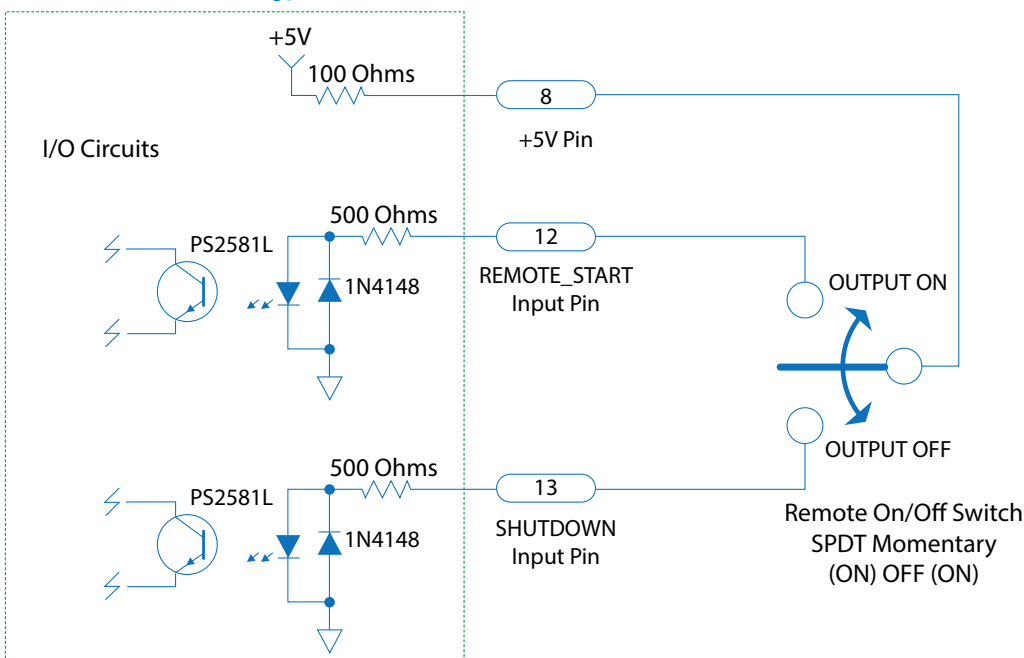 +5V
100 Ohms
8
+5V Pin
I/O Circuits
500 Ohms
PS2581L
12
1N4148
REMOTE_START
Input Pin
OUTPUT ON
OUTPUT OFF
500 Ohms
PS2581L
13
1N4148
SHUTDOWN
Input Pin
Remote On/Off Switch
SPDT Momentary
(ON) OFF (ON)